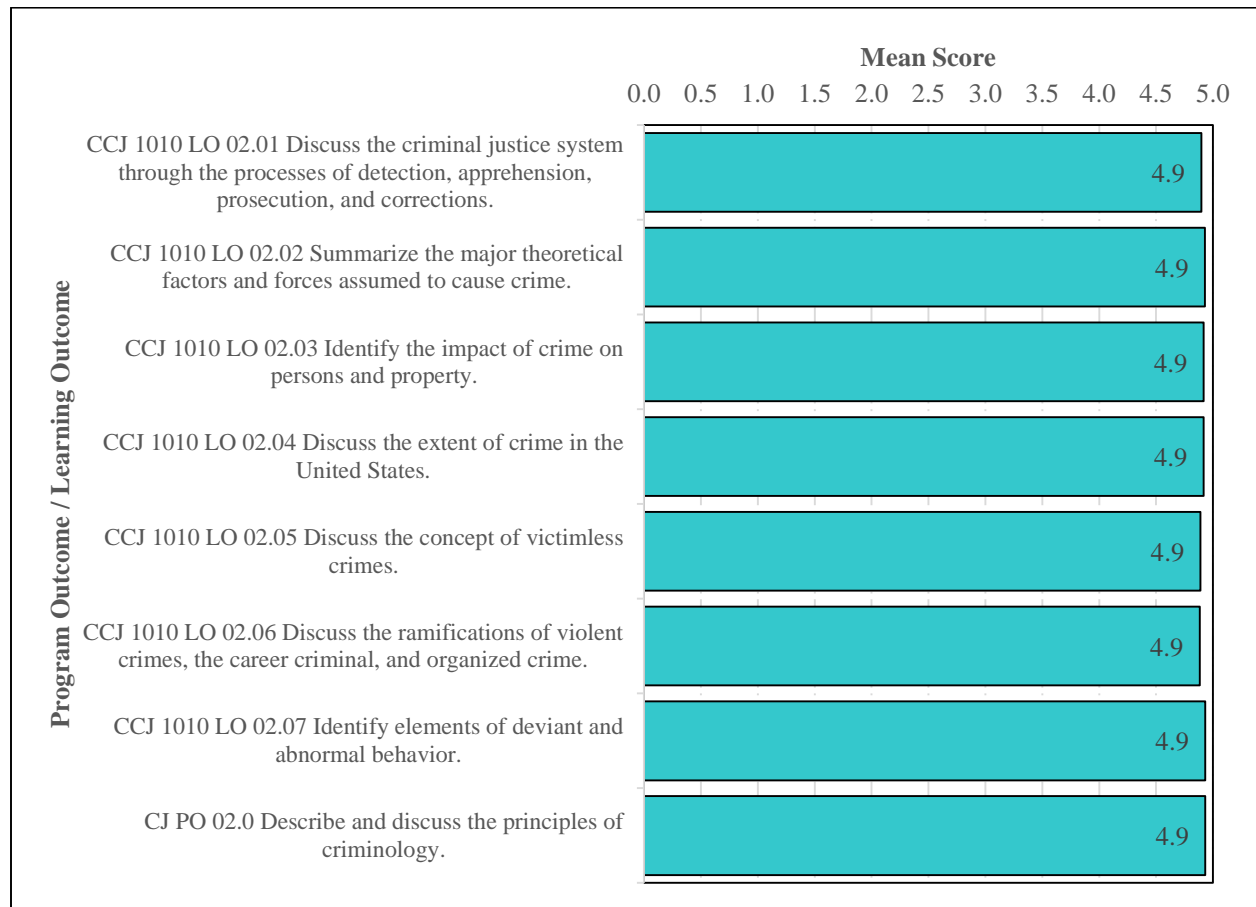 Mean Score
0.0 0.5 1.0 1.5 2.0 2.5 3.0 3.5 4.0 4.5 5.0
Program Outcome / Learning Outcome
CCJ 1010 LO 02.01 Discuss the criminal justice system
through the processes of detection, apprehension,
prosecution, and corrections.
4.9
CCJ 1010 LO 02.02 Summarize the major theoretical
factors and forces assumed to cause crime.
4.9
CCJ 1010 LO 02.03 Identify the impact of crime on
persons and property.
4.9
CCJ 1010 LO 02.04 Discuss the extent of crime in the
United States.
4.9
CCJ 1010 LO 02.05 Discuss the concept of victimless
crimes.
4.9
CCJ 1010 LO 02.06 Discuss the ramifications of violent
crimes, the career criminal, and organized crime.
4.9
CCJ 1010 LO 02.07 Identify elements of deviant and
abnormal behavior.
4.9
CJ PO 02.0 Describe and discuss the principles of
criminology.
4.9